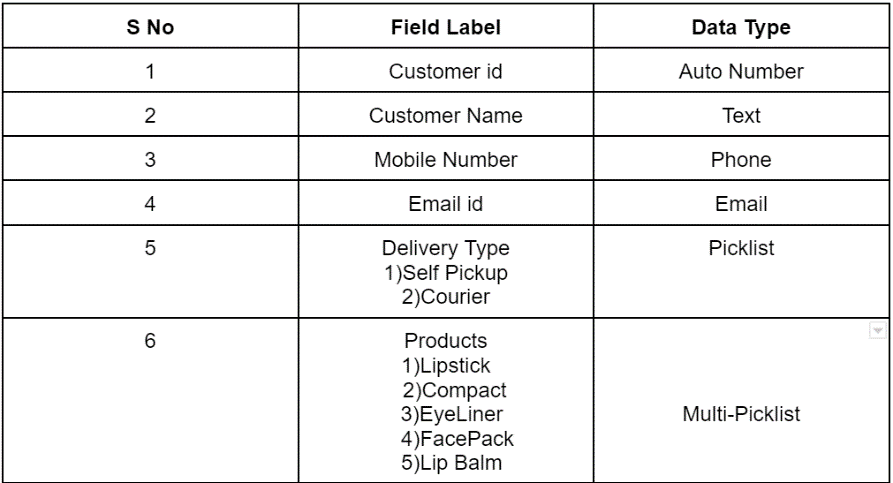 S No Field Label Data Type
1 Customer id Auto Number
2 Customer Name Text
3 Mobile Number Phone
4 Email id Email
5 Delivery Type Picklist
1)Self Pickup
2)Courier
6 Products
1)Lipstick
2)Compact
3)EyeLiner Multi-Picklist
4)FacePack
5)Lip Balm